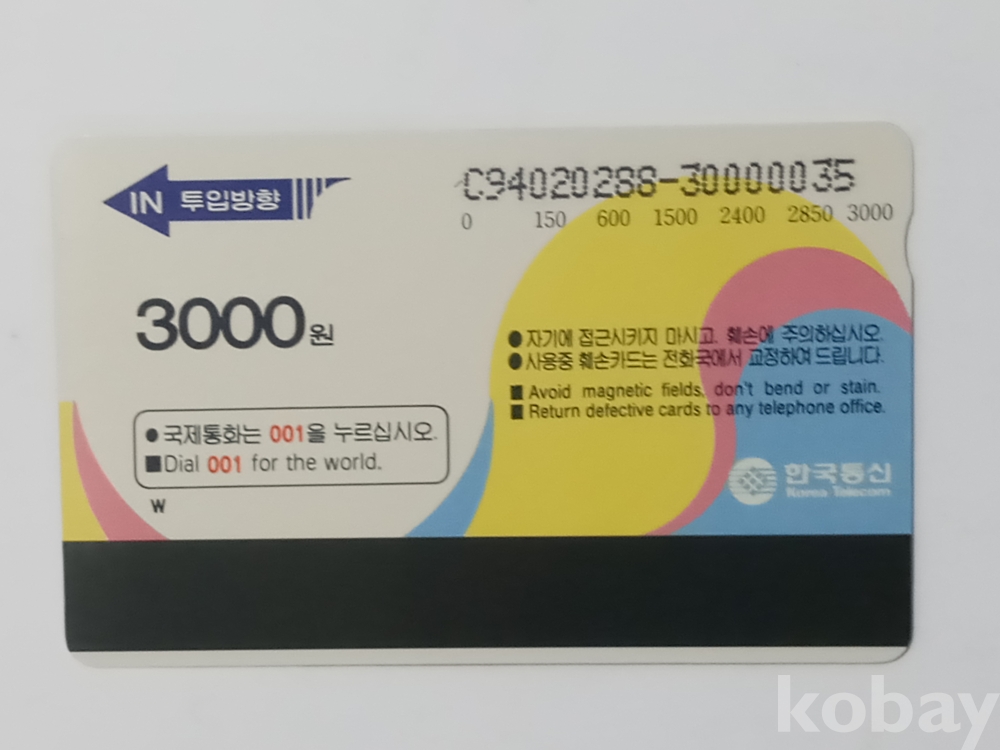 IN 투입방향
C94020288-30000035
0 150 600 1500 2400 2850 3000
3000원
● 자기에 접근시키지 마시고, 훼손에 주의하십시오.
● 사용중 훼손카드는 전화국에서 교정하여 드립니다.
■ Avoid magnetic fields, don't bend or stain.
■ Return defective cards to any telephone office.
● 국제통화는 001을 누르십시오.
■ Dial 001 for the world.
W
한국통신
Korea Telecom
kobay